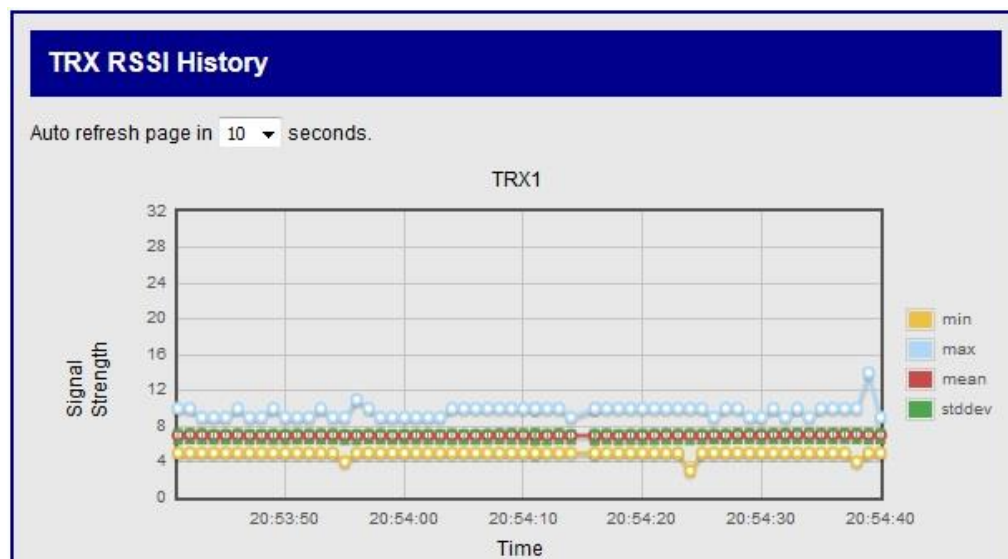 TRX RSSI History
Auto refresh page in 10 seconds.
TRX1
32
28
24
20
16
12
8
4
0
Signal
Strength
20:53:50 20:54:00 20:54:10 20:54:20 20:54:30 20:54:40
Time
min
max
mean
stddev